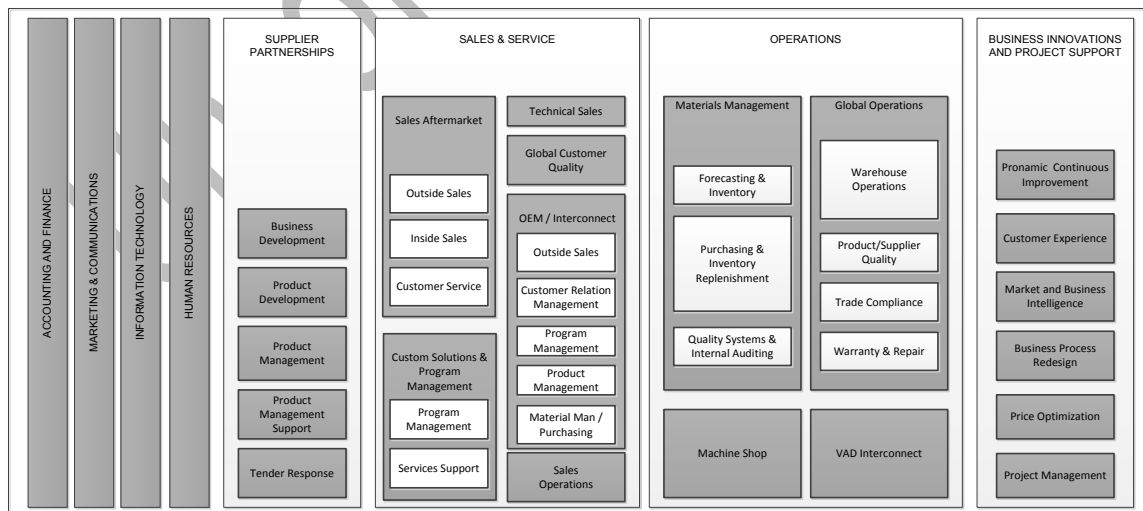 ACCOUNTING AND FINANCE
MARKETING & COMMUNICATIONS
INFORMATION TECHNOLOGY
HUMAN RESOURCES
SUPPLIER
PARTNERSHIPS
Business
Development
Product
Development
Product
Management
Product
Management
Support
Tender Response
SALES & SERVICE
Sales Aftermarket
Outside Sales
Inside Sales
Customer Service
Custom Solutions &
Program
Management
Program
Management
Services Support
Technical Sales
Global Customer
Quality
OEM / Interconnect
Outside Sales
Customer Relation
Management
Program
Management
Product
Management
Material Man /
Purchasing
Sales
Operations
OPERATIONS
Materials Management
Forecasting &
Inventory
Purchasing &
Inventory
Replenishment
Quality Systems &
Internal Auditing
Global Operations
Warehouse
Operations
Product/Supplier
Quality
Trade Compliance
Warranty & Repair
Machine Shop
VAD Interconnect
BUSINESS INNOVATIONS
AND PROJECT SUPPORT
Pronamic Continuous
Improvement
Customer Experience
Market and Business
Intelligence
Business Process
Redesign
Price Optimization
Project Management